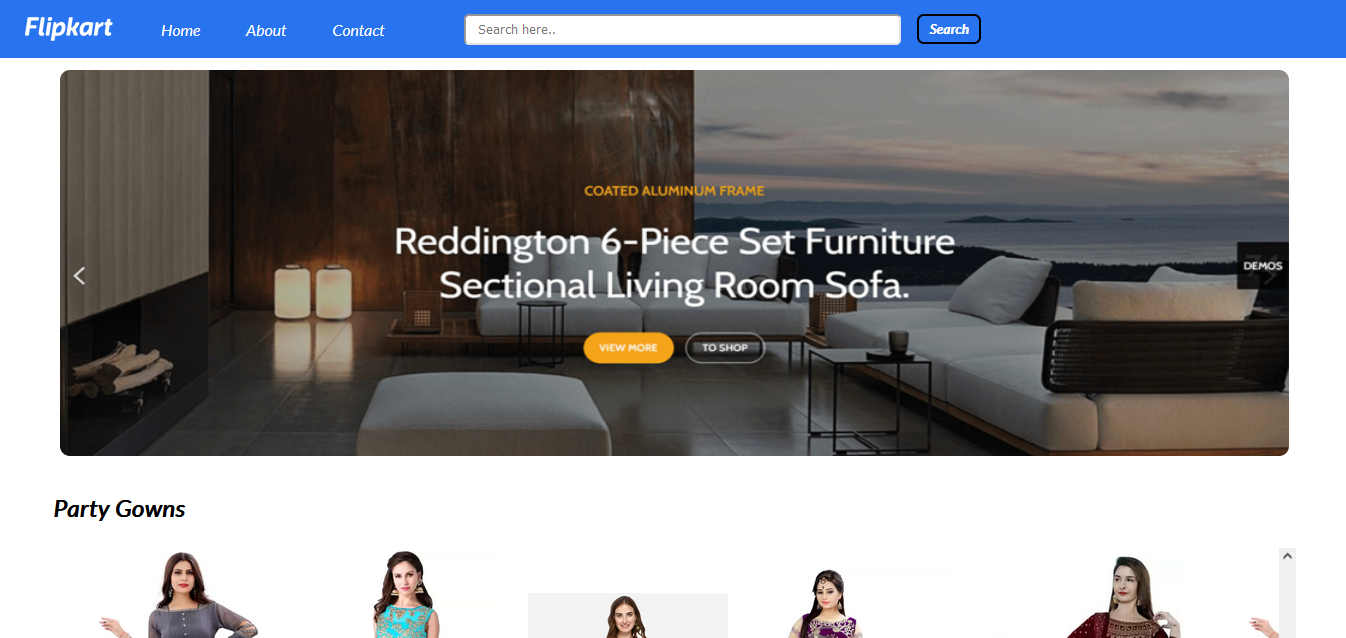 Flipkart
Home
About
Contact
Search here..
Search
COATED ALUMINUM FRAME
Reddington 6-Piece Set Furniture
Sectional Living Room Sofa.
DEMOS
VIEW MORE
TO SHOP
Party Gowns